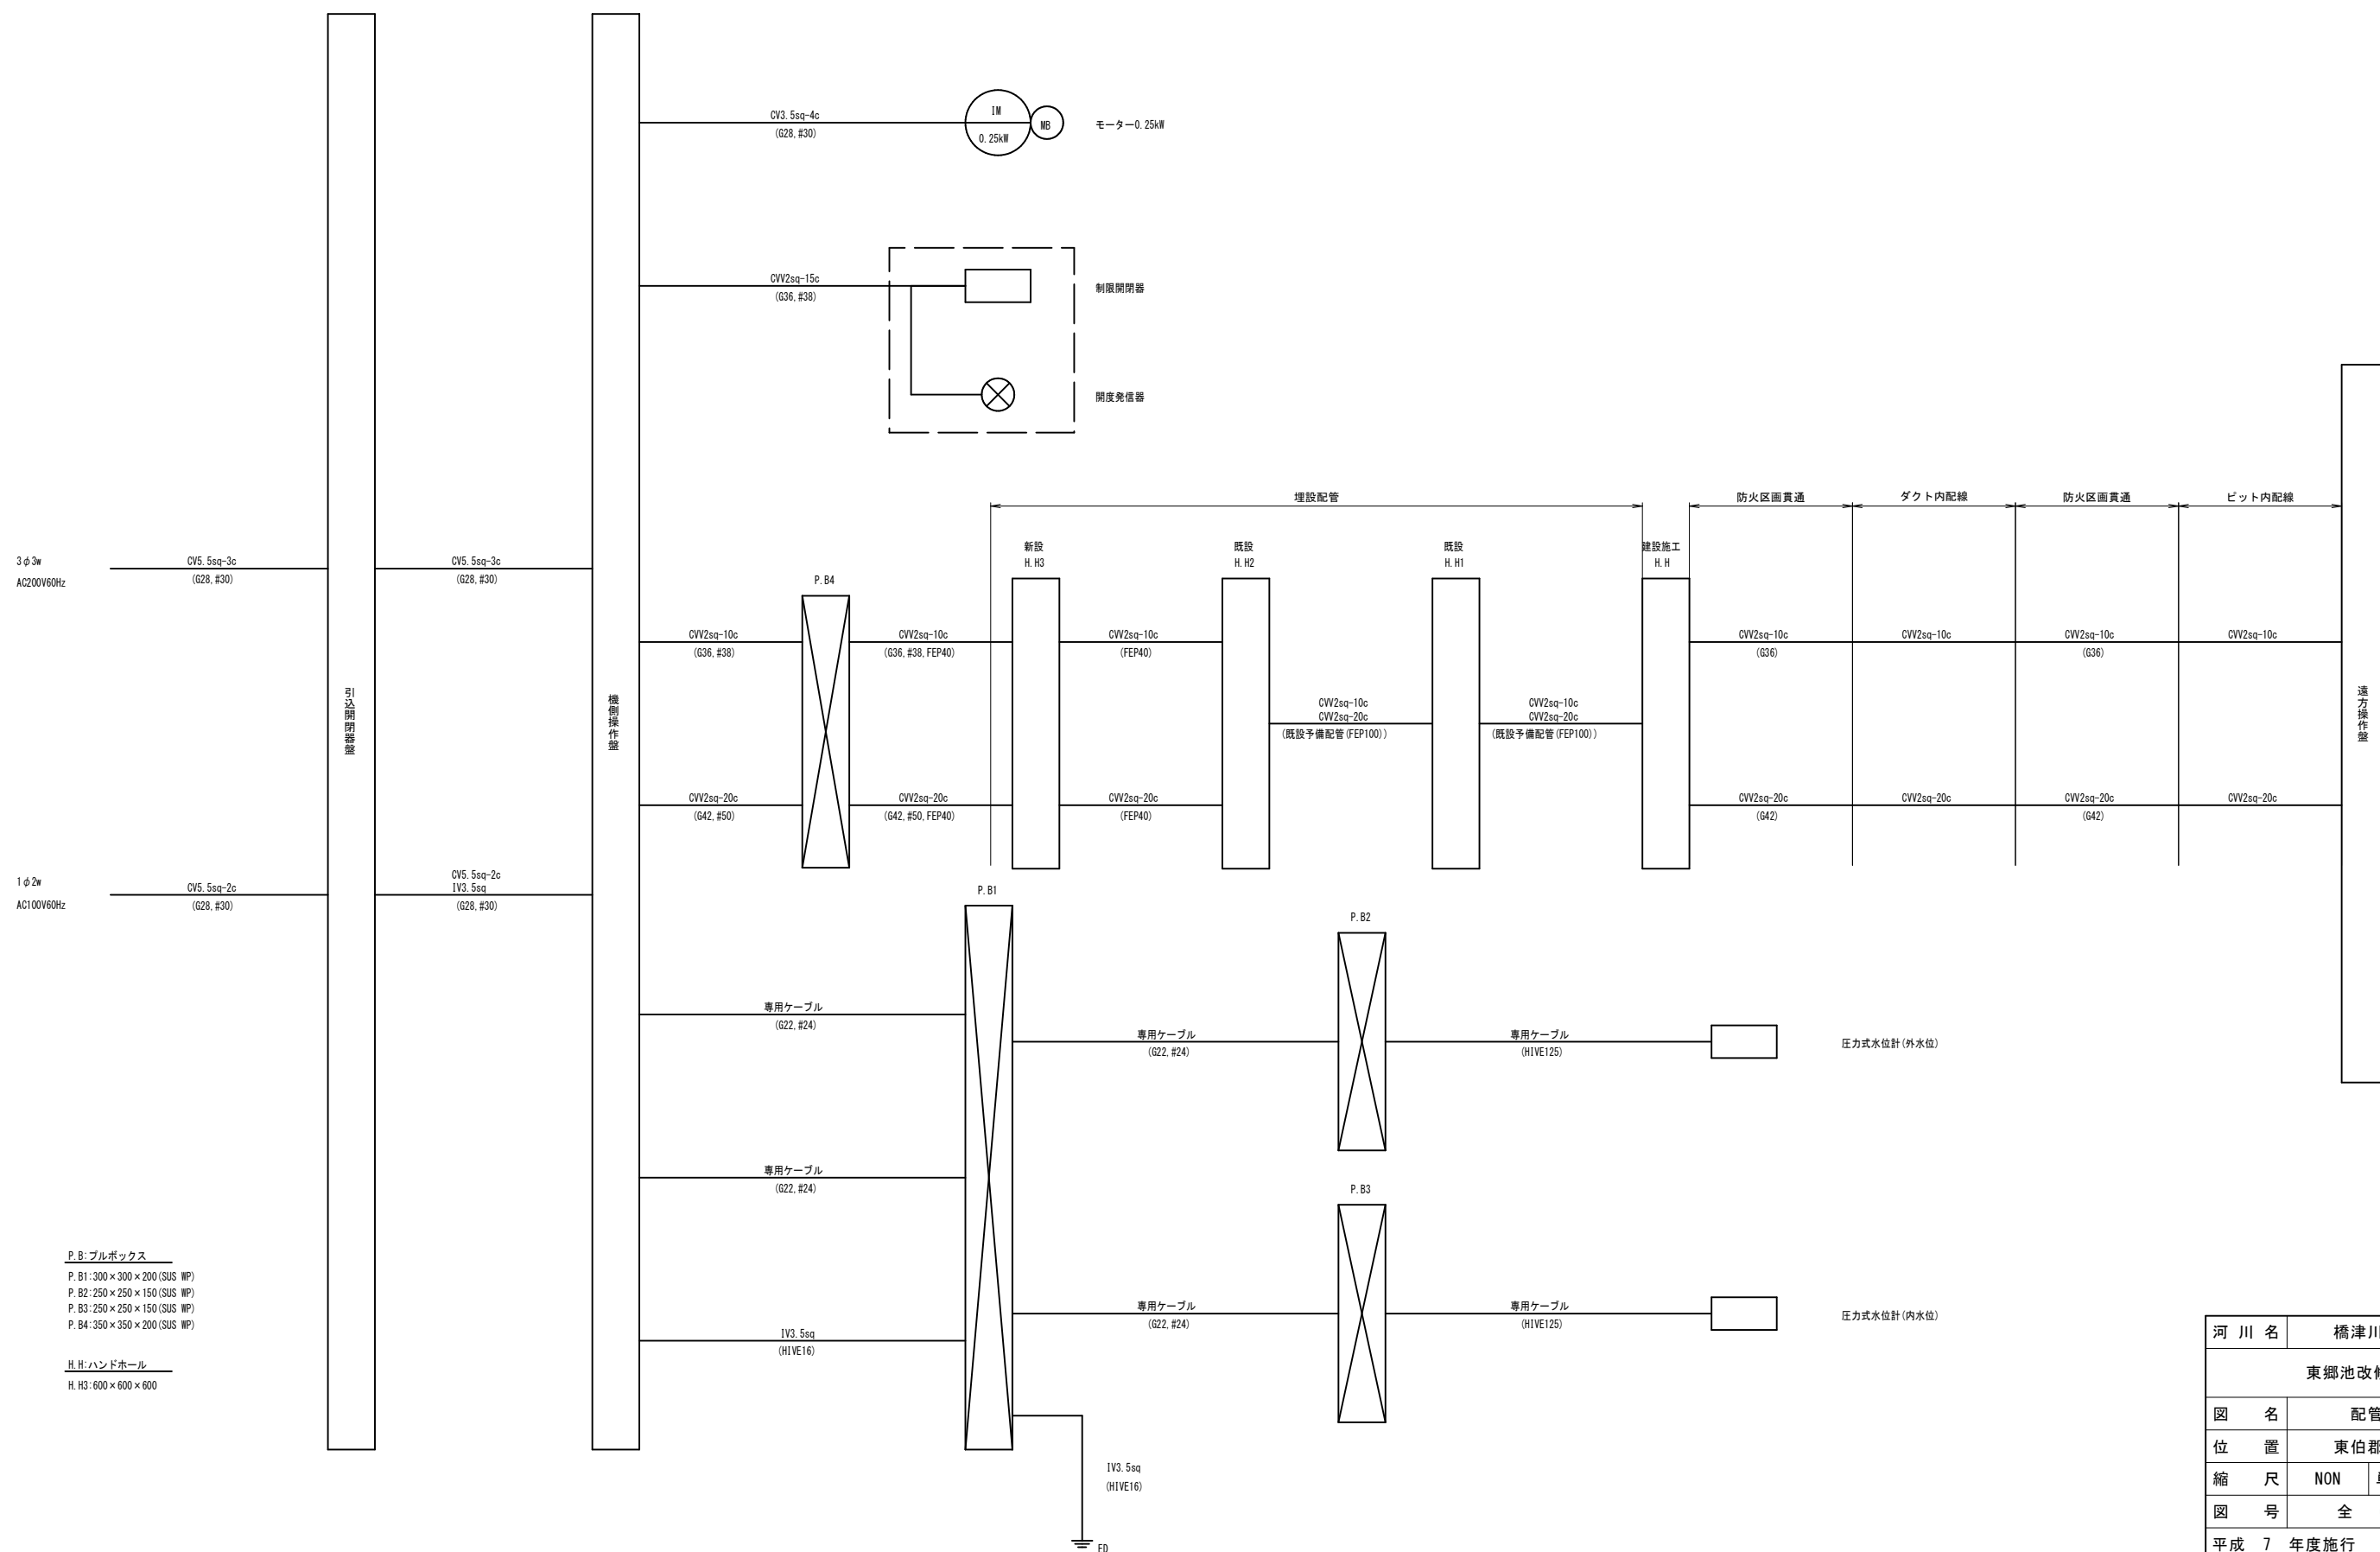 CV3.5sq-4c
(G28,#30)
IM
0.25kW
MB
モーター0.25kW
CVV2sq-15c
(G36,#38)
制限開閉器
開度発信器
埋設配管
防火区画貫通
ダクト内配線
防火区画貫通
ピット内配線
3φ3w
AC200V60Hz
CV5.5sq-3c
(G28,#30)
CV5.5sq-3c
(G28,#30)
P.B4
新設
H.H3
既設
H.H2
既設
H.H1
建設施工
H.H
CVV2sq-10c
(G36,#38)
CVV2sq-10c
(G36,#38,FEP40)
CVV2sq-10c
(FEP40)
CVV2sq-10c
(G36)
CVV2sq-10c
CVV2sq-10c
(G36)
CVV2sq-10c
引込開閉器盤
機側操作盤
CVV2sq-10c
CVV2sq-20c
(既設予備配管(FEP100))
CVV2sq-10c
CVV2sq-20c
(既設予備配管(FEP100))
遠方操作盤
CVV2sq-20c
(G42,#50)
CVV2sq-20c
(G42,#50,FEP40)
CVV2sq-20c
(FEP40)
CVV2sq-20c
(G42)
CVV2sq-20c
CVV2sq-20c
(G42)
CVV2sq-20c
1φ2w
AC100V60Hz
CV5.5sq-2c
(G28,#30)
CV5.5sq-2c
IV3.5sq
(G28,#30)
P.B1
P.B2
専用ケーブル
(G22,#24)
専用ケーブル
(G22,#24)
専用ケーブル
(HIVE125)
圧力式水位計(外水位)
専用ケーブル
(G22,#24)
P.B3
専用ケーブル
(G22,#24)
専用ケーブル
(HIVE125)
圧力式水位計(内水位)
IV3.5sq
(HIVE16)
IV3.5sq
(HIVE16)
ED
P.B:プルボックス
P.B1:300×300×200(SUS WP)
P.B2:250×250×150(SUS WP)
P.B3:250×250×150(SUS WP)
P.B4:350×350×200(SUS WP)
H.H:ハンドホール
H.H3:600×600×600
河川名 橋津川
東郷池改
図名 配管
位置 東伯郡
縮尺 NON
図号 全
平成 7 年度施行